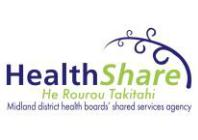 HealthShare
He Rourou Takitahi
Midland district health boards' shared services agency